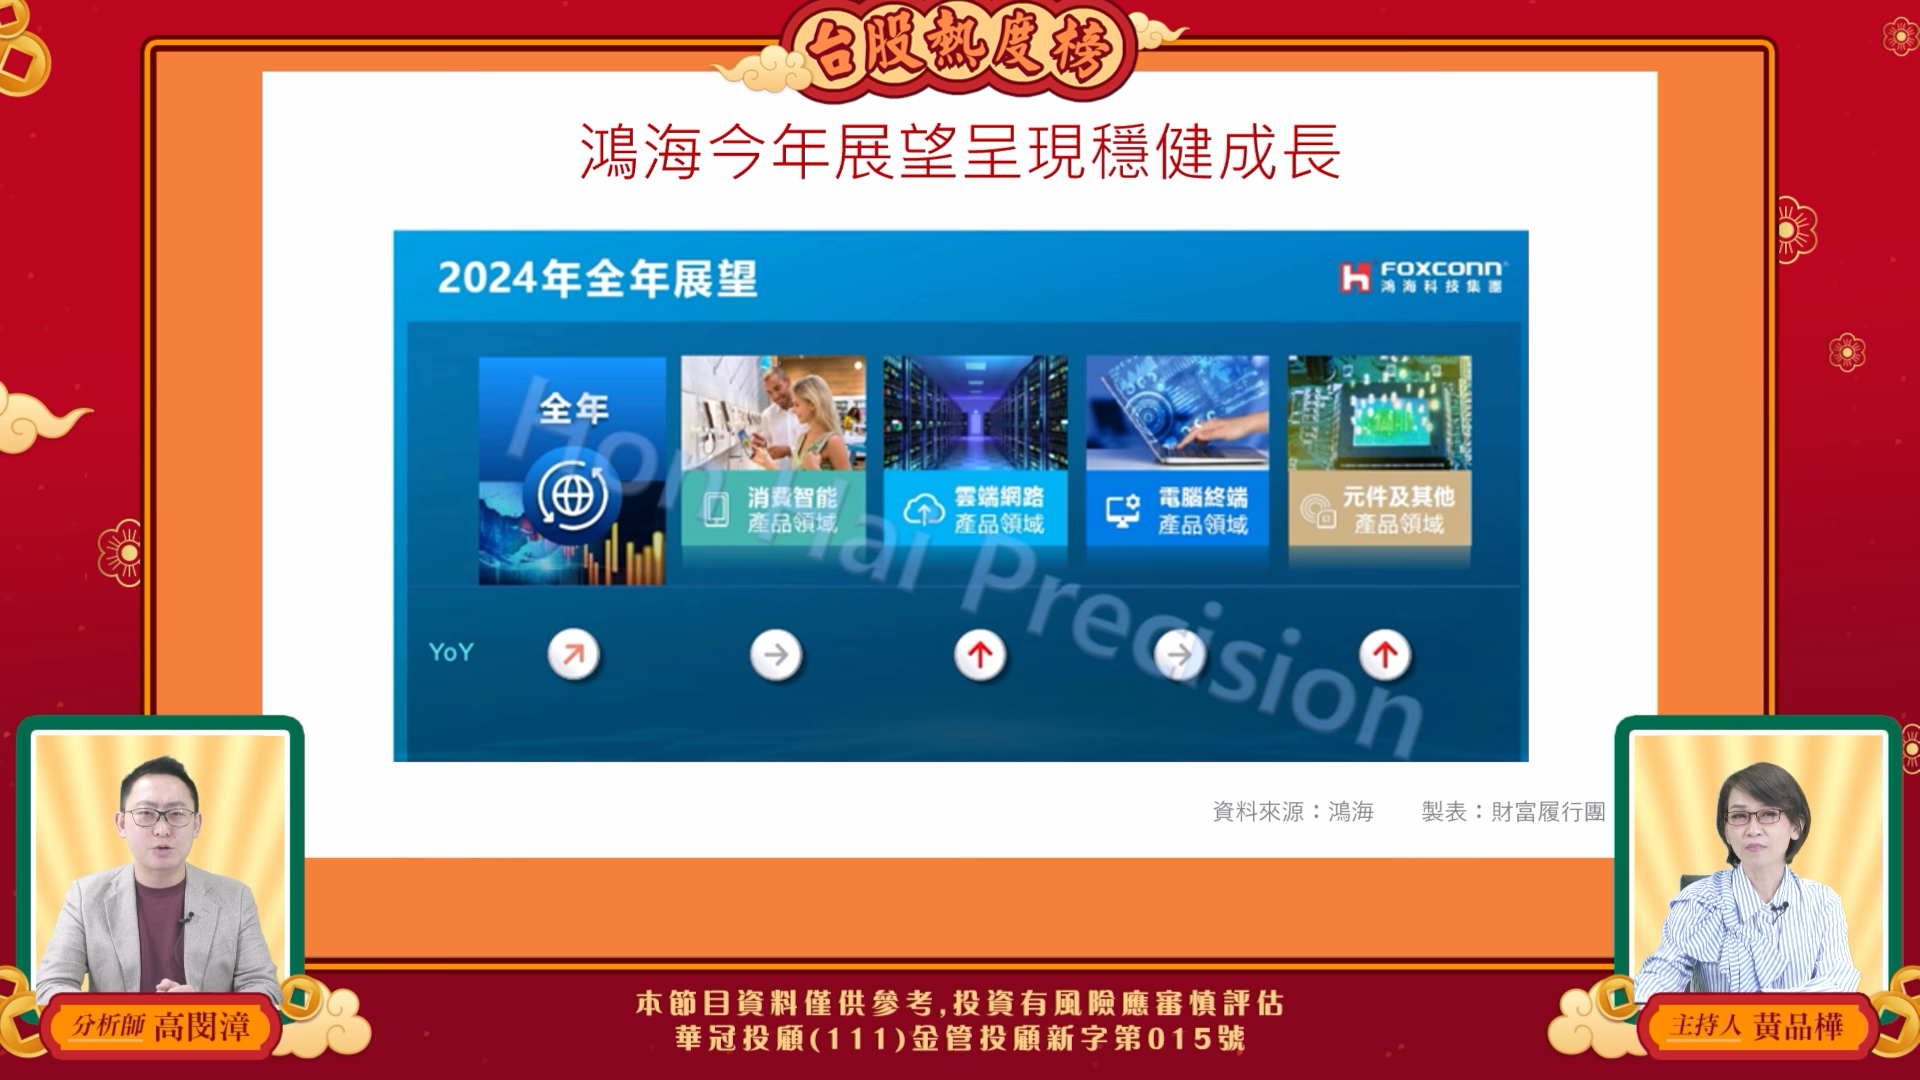 台股熱度榜
鴻海今年展望呈現穩健成長
2024年全年展望
FOXCONN®
鴻海科技集團
全年
消費智能
產品領域
雲端網路
產品領域
電腦終端
產品領域
元件及其他
產品領域
YoY
Hon Hai Precision
資料來源：鴻海 製表：財富履行團
分析師 高閔漳
本節目資料僅供參考,投資有風險應審慎評估
華冠投顧(111)金管投顧新字第015號
主持人 黃品樺